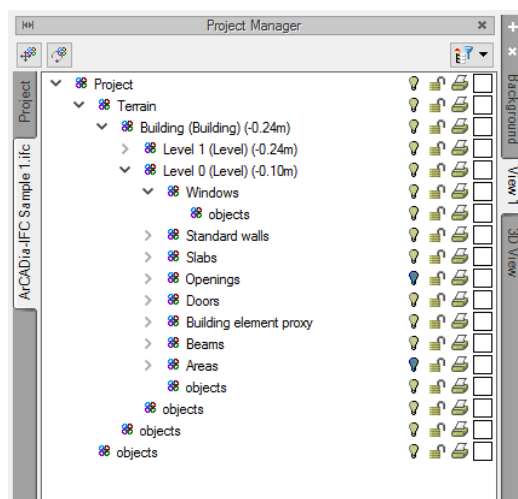 Project Manager
Project
Terrain
Building (Building) (-0.24m)
Level 1 (Level) (-0.24m)
Level 0 (Level) (-0.10m)
Windows
objects
Standard walls
Slabs
Openings
Doors
Building element proxy
Beams
Areas
objects
objects
objects
objects
Project
ArCADia-IFC Sample 1.ifc
Background
View 1
3D View